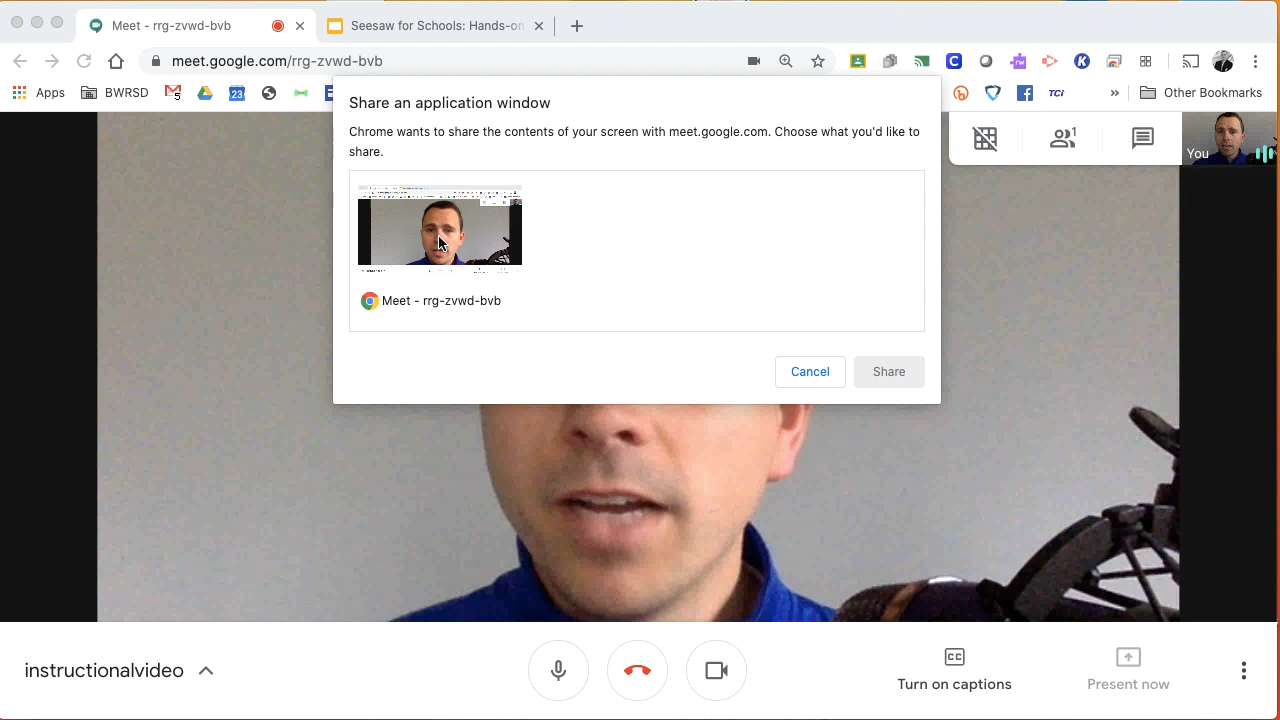 Meet - rrg-zvwd-bvb
Seesaw for Schools: Hands-on
meet.google.com/rrg-zvwd-bvb
Apps
BWRSD
5
23
TCi
»
Other Bookmarks
Share an application window
Chrome wants to share the contents of your screen with meet.google.com. Choose what you'd like to
share.
Meet - rrg-zvwd-bvb
Cancel
Share
1
You
instructionalvideo
CC
Turn on captions
Present now